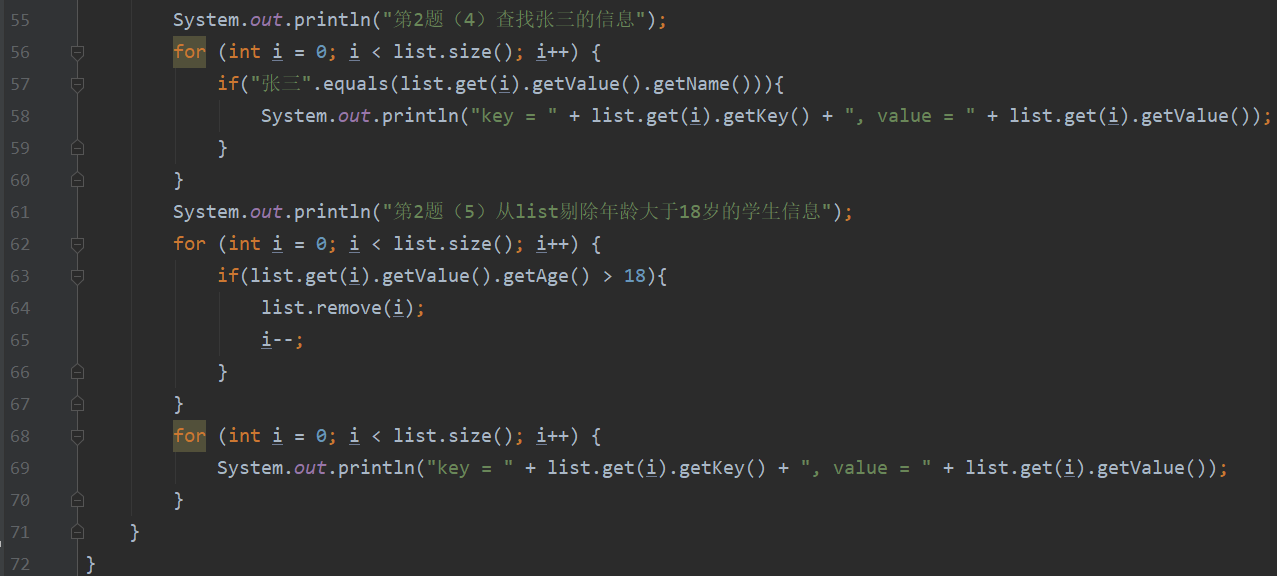 55 System.out.println("第2题（4）查找张三的信息");
56 for (int i = 0; i < list.size(); i++) {
57 if("张三".equals(list.get(i).getValue().getName())){
58 System.out.println("key = " + list.get(i).getKey() + ", value = " + list.get(i).getValue());
59 }
60 }
61 System.out.println("第2题（5）从list剔除年龄大于18岁的学生信息");
62 for (int i = 0; i < list.size(); i++) {
63 if(list.get(i).getValue().getAge() > 18){
64 list.remove(i);
65 i--;
66 }
67 }
68 for (int i = 0; i < list.size(); i++) {
69 System.out.println("key = " + list.get(i).getKey() + ", value = " + list.get(i).getValue());
70 }
71 }
72 }